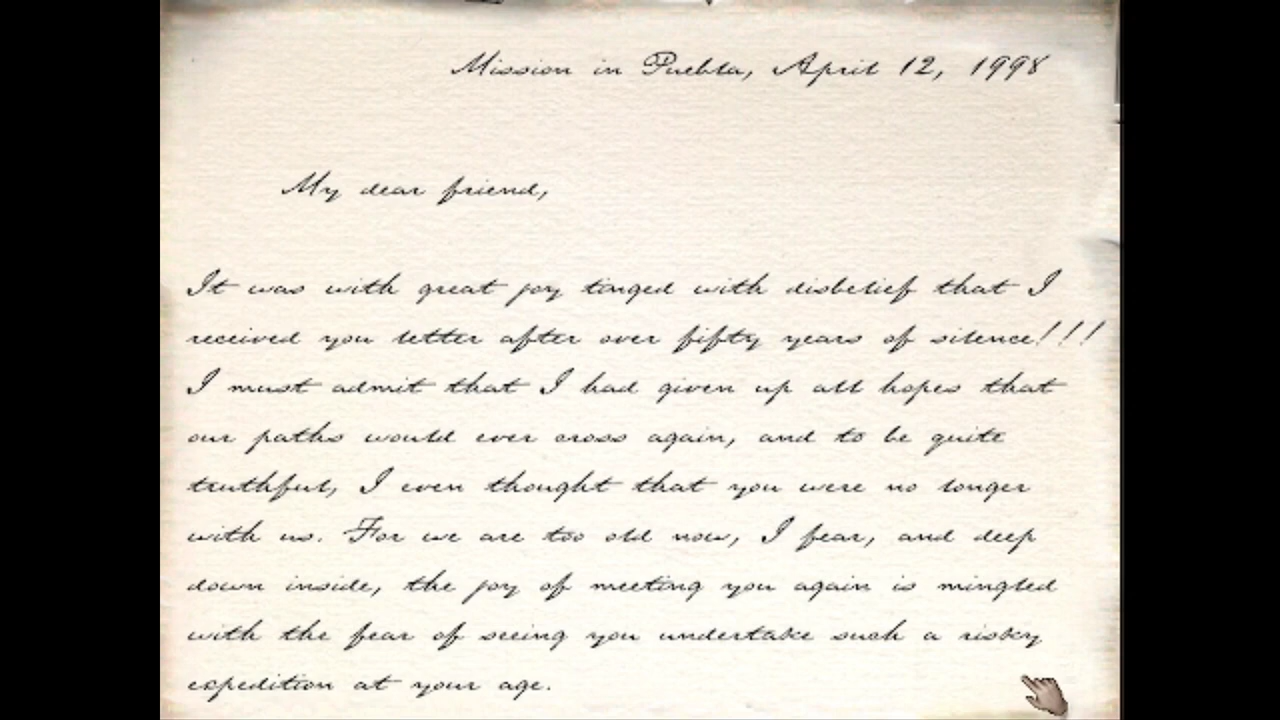 Mission in Puebla, April 12, 1998
My dear friend,
It was with great joy tinged with disbelief that I
received you letter after over fifty years of silence!!!
I must admit that I had given up all hopes that
our paths would ever cross again, and to be quite
truthful, I even thought that you were no longer
with us. For we are too old now, I fear, and deep
down inside, the joy of meeting you again is mingled
with the fear of seeing you undertake such a risky
expedition at your age.